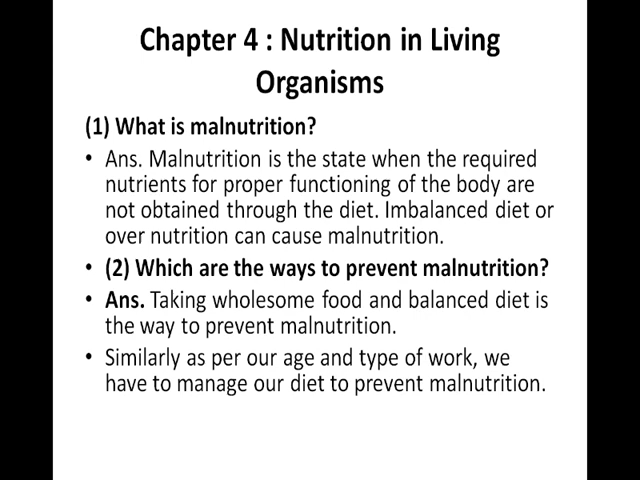 Chapter 4 : Nutrition in Living
Organisms
(1) What is malnutrition?
• Ans. Malnutrition is the state when the required
nutrients for proper functioning of the body are
not obtained through the diet. Imbalanced diet or
over nutrition can cause malnutrition.
• (2) Which are the ways to prevent malnutrition?
• Ans. Taking wholesome food and balanced diet is
the way to prevent malnutrition.
• Similarly as per our age and type of work, we
have to manage our diet to prevent malnutrition.